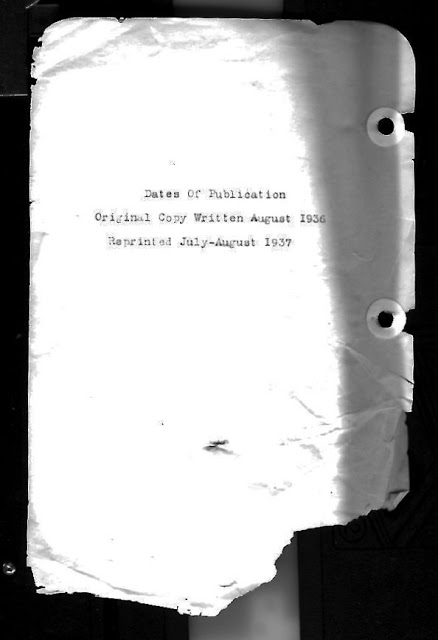 Dates Of Publication
Original Copy Written August 1936
Reprinted July-August 1937